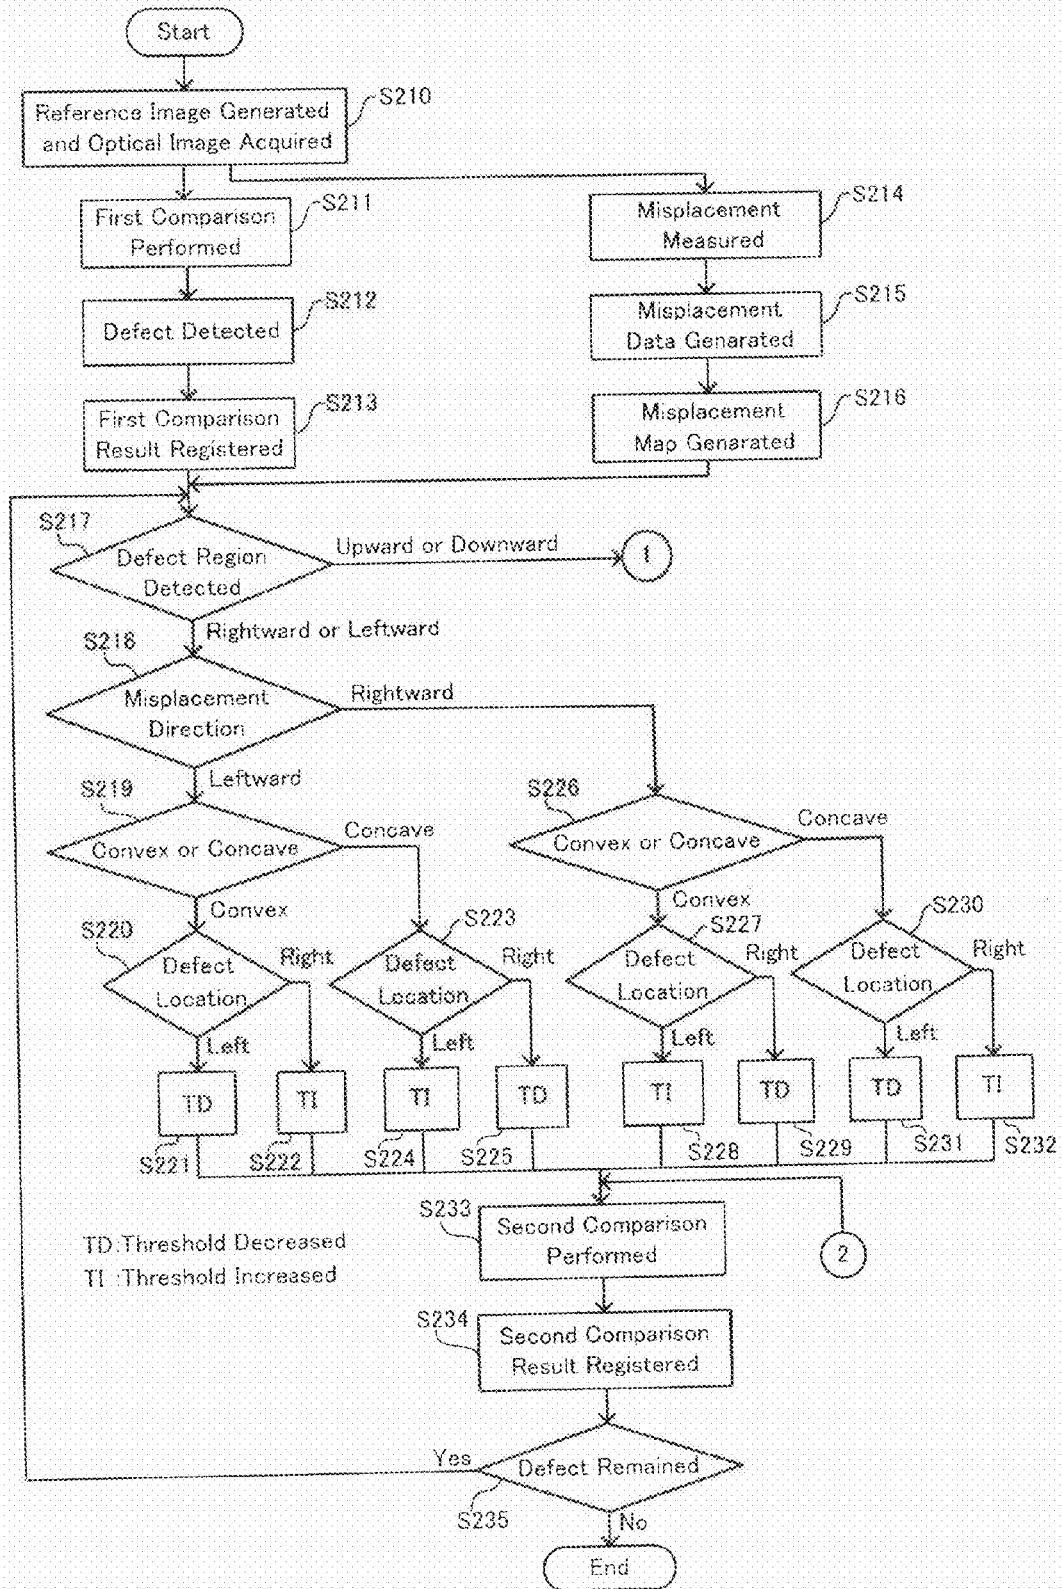 Start
S210
Reference Image Generated
and Optical Image Acquired
S211
First Comparison
Performed
S214
Misplacement
Measured
S212
Defect Detected
S215
Misplacement
Data Genarated
S213
First Comparison
Result Registered
S216
Misplacement
Map Genarated
S217
Defect Region
Detected
Upward or Downward
1
Rightward or Leftward
S218
Misplacement
Direction
Rightward
Leftward
S219
Convex or Concave
Concave
S226
Convex or Concave
Concave
Convex
Convex
S220
Defect
Location
Right
S223
Defect
Location
Right
S227
Defect
Location
Right
S230
Defect
Location
Right
Left
Left
Left
Left
TD
TI
TI
TD
TI
TD
TD
TI
S221
S222
S224
S225
S228
S229
S231
S232
S233
Second Comparison
Performed
2
TD:Threshold Decreased
TI :Threshold Increased
S234
Second Comparison
Result Registered
Yes
Defect Remained
S235
No
End